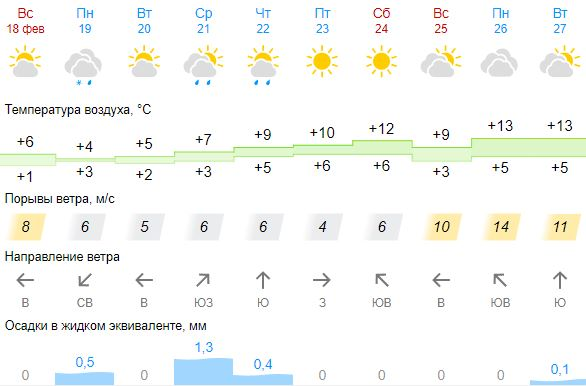 Вс Пн Вт Ср Чт Пт Сб Вс Пн Вт
18 фев 19 20 21 22 23 24 25 26 27
Температура воздуха, °C
+6 +4 +5 +7 +9 +10 +12 +9 +13 +13
+1 +3 +2 +3 +5 +6 +6 +3 +5 +5
Порывы ветра, м/с
8 6 5 6 6 4 6 10 14 11
Направление ветра
В СВ В ЮЗ Ю З ЮВ В ЮВ Ю
Осадки в жидком эквиваленте, мм
0 0,5 0 1,3 0,4 0 0 0 0 0,1